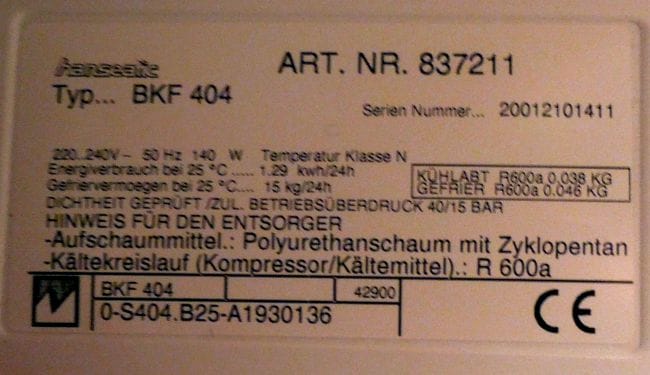 hanseatic
ART. NR. 837211
Typ... BKF 404
Serien Nummer... 20012101411
220..240V~ 50 Hz 140 W Temperatur Klasse N
Energiverbrauch bei 25 °C..... 1.29 kwh/24h
Gefriervermoegen bei 25 °C.... 15 kg/24h
KÜHLABT R600a 0,038 KG
GEFRIER R600a 0.046 KG
DICHTHEIT GEPRÜFT /ZUL. BETRIEBSÜBERDRUCK 40/15 BAR
HINWEIS FÜR DEN ENTSORGER
-Aufschaummittel.: Polyurethanschaum mit Zyklopentan
-Kältekreislauf (Kompressor/Kältemittel).: R 600a
BKF 404 42900
0-S404.B25-A1930136
CE